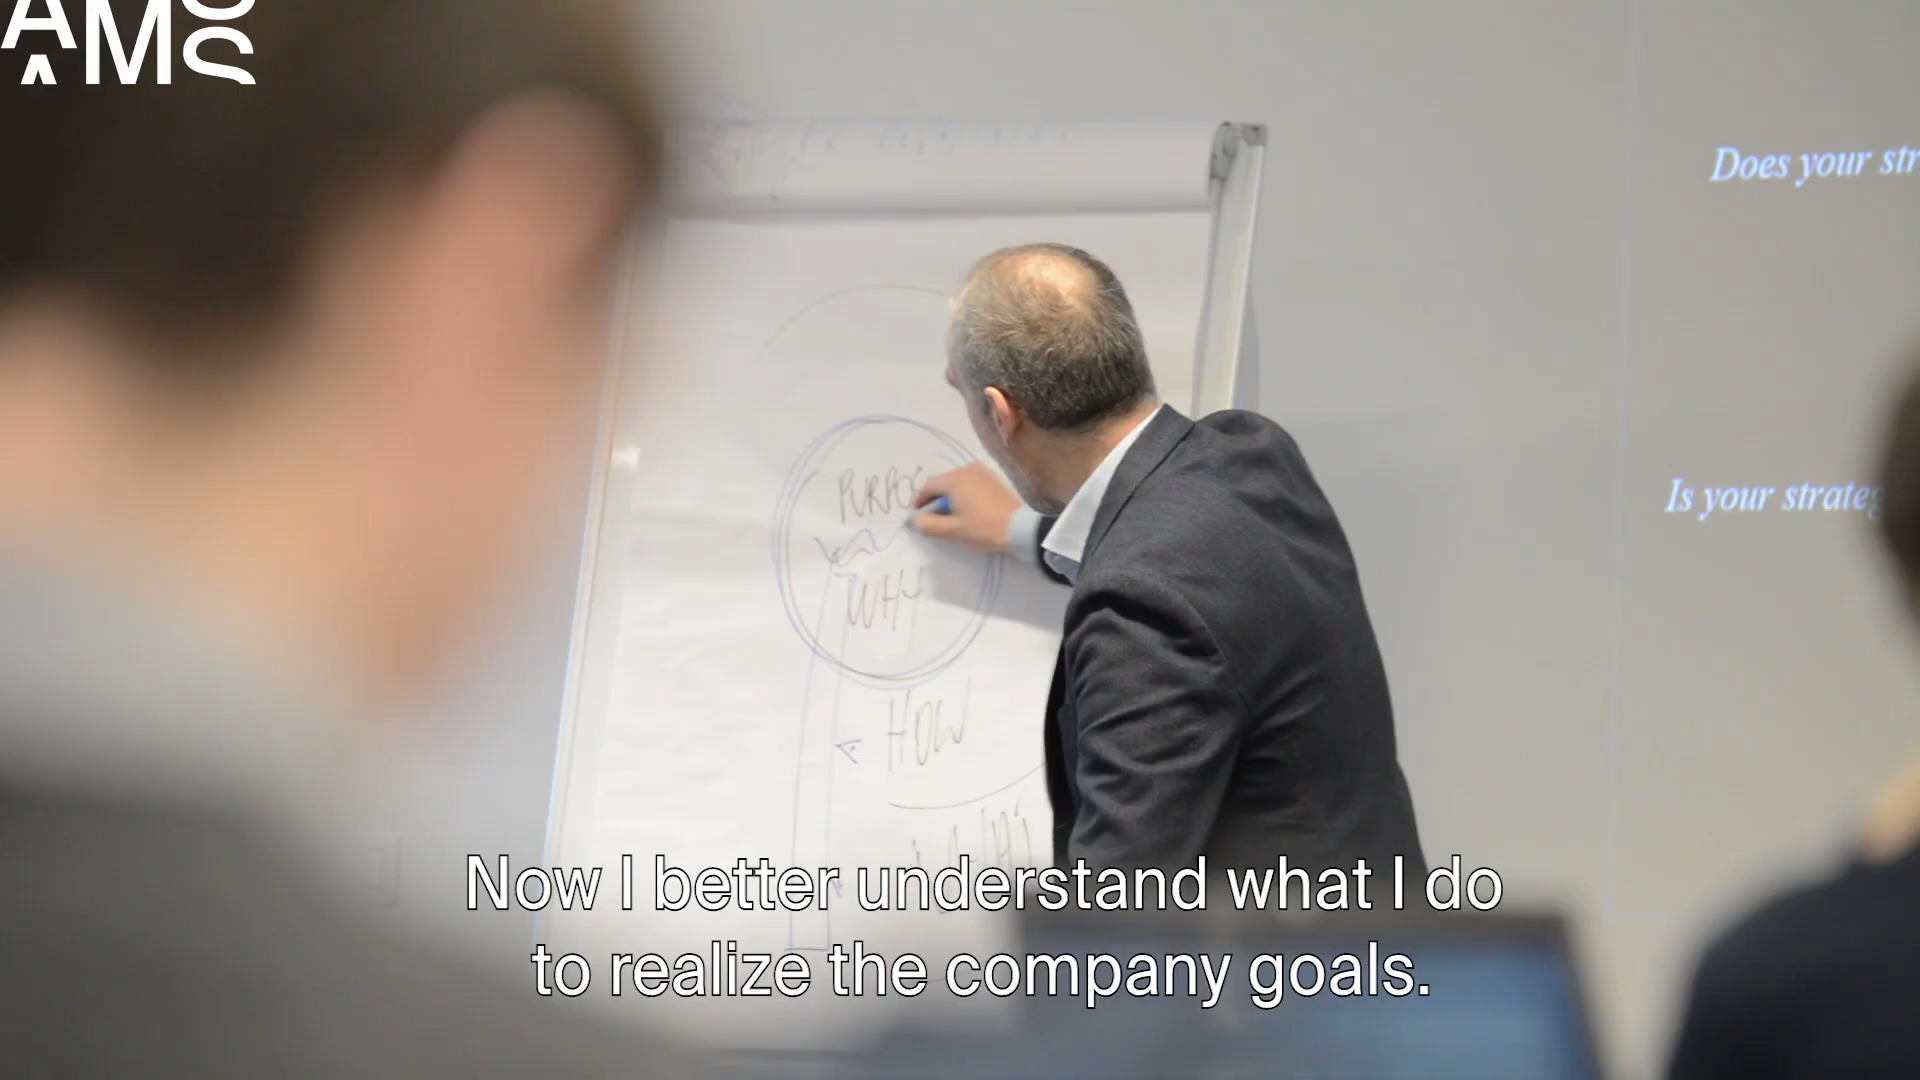 AMS
Does your str
Is your strateg
PURPOS
WHY
HOW
Now I better understand what I do
to realize the company goals.